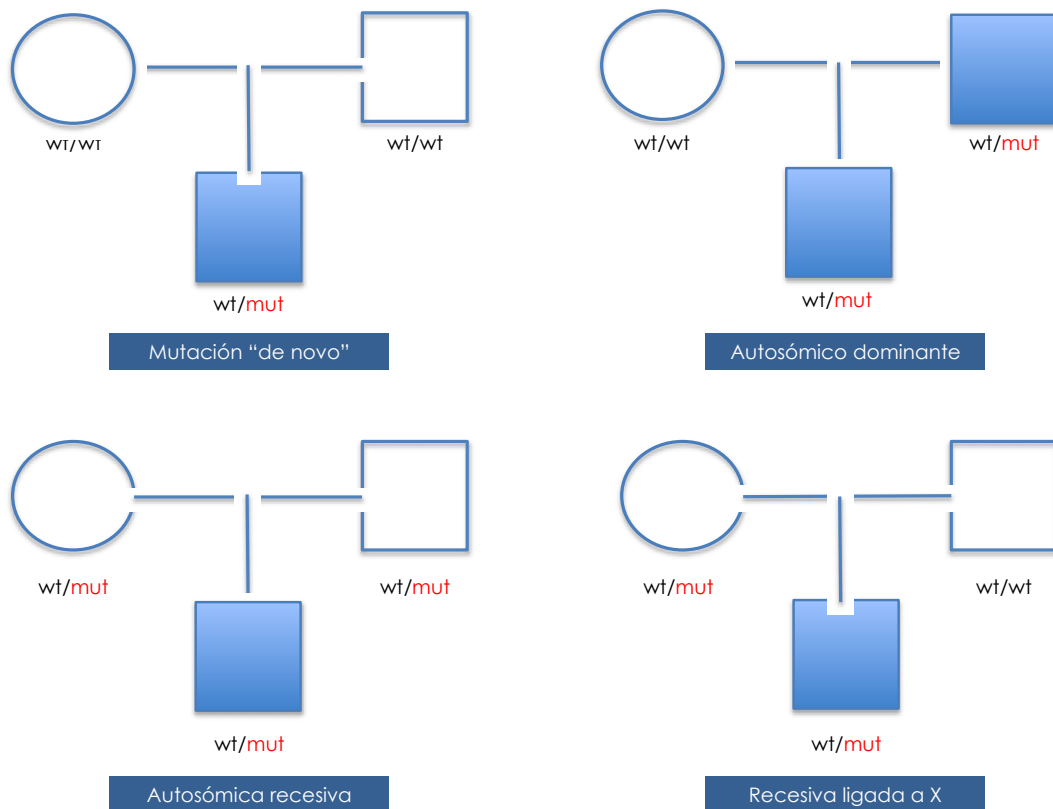 wt/wt
wt/wt
wt/mut
Mutación “de novo”
wt/wt
wt/mut
wt/mut
Autosómico dominante
wt/mut
wt/mut
wt/mut
Autosómica recesiva
wt/mut
wt/wt
wt/mut
Recesiva ligada a X